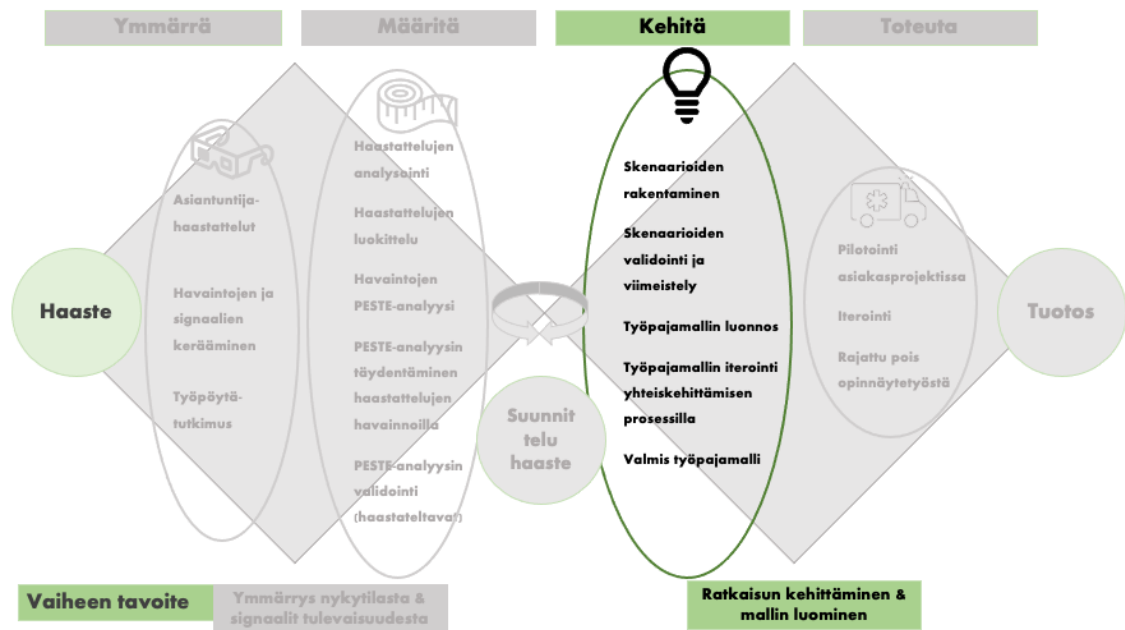 Ymmärrä
Määritä
Kehitä
Toteuta
Haaste
Asiantuntija-
haastattelut
Havaintojen ja
signaalien
kerääminen
Työpöytä-
tutkimus
Haastattelujen
analysointi
Haastattelujen
luokittelu
Havaintojen
PESTE-analyysi
PESTE-analyysin
täydentäminen
haastattelujen
havainnoilla
PESTE-analyysin
validointi
(haastateltavat)
Suunnit
telu
haaste
Skenaarioiden
rakentaminen
Skenaarioiden
validointi ja
viimeistely
Työpajamallin luonnos
Työpajamallin iterointi
yhteiskehittämisen
prosessilla
Valmis työpajamalli
Pilotointi
asiakasprojektissa
Iterointi
Rajattu pois
opinnäytetyöstä
Tuotos
Vaiheen tavoite
Ymmärrys nykytilasta &
signaalit tulevaisuudesta
Ratkaisun kehittäminen &
mallin luominen